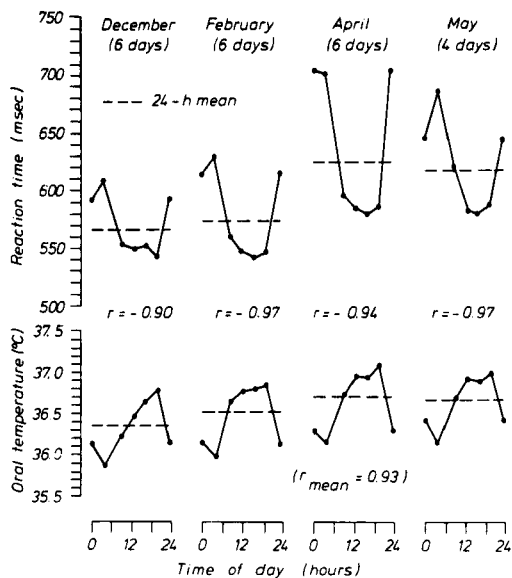 December February April May
(6 days) (6 days) (6 days) (4 days)
750
700
650
600
550
500
Reaction time (msec)
24-h mean
r = - 0.90 r = - 0.97 r = - 0.94 r = - 0.97
37.5
37.0
36.5
36.0
35.5
Oral temperature (°C)
(r mean = 0.93)
0 12 24 0 12 24 0 12 24 0 12 24
Time of day (hours)